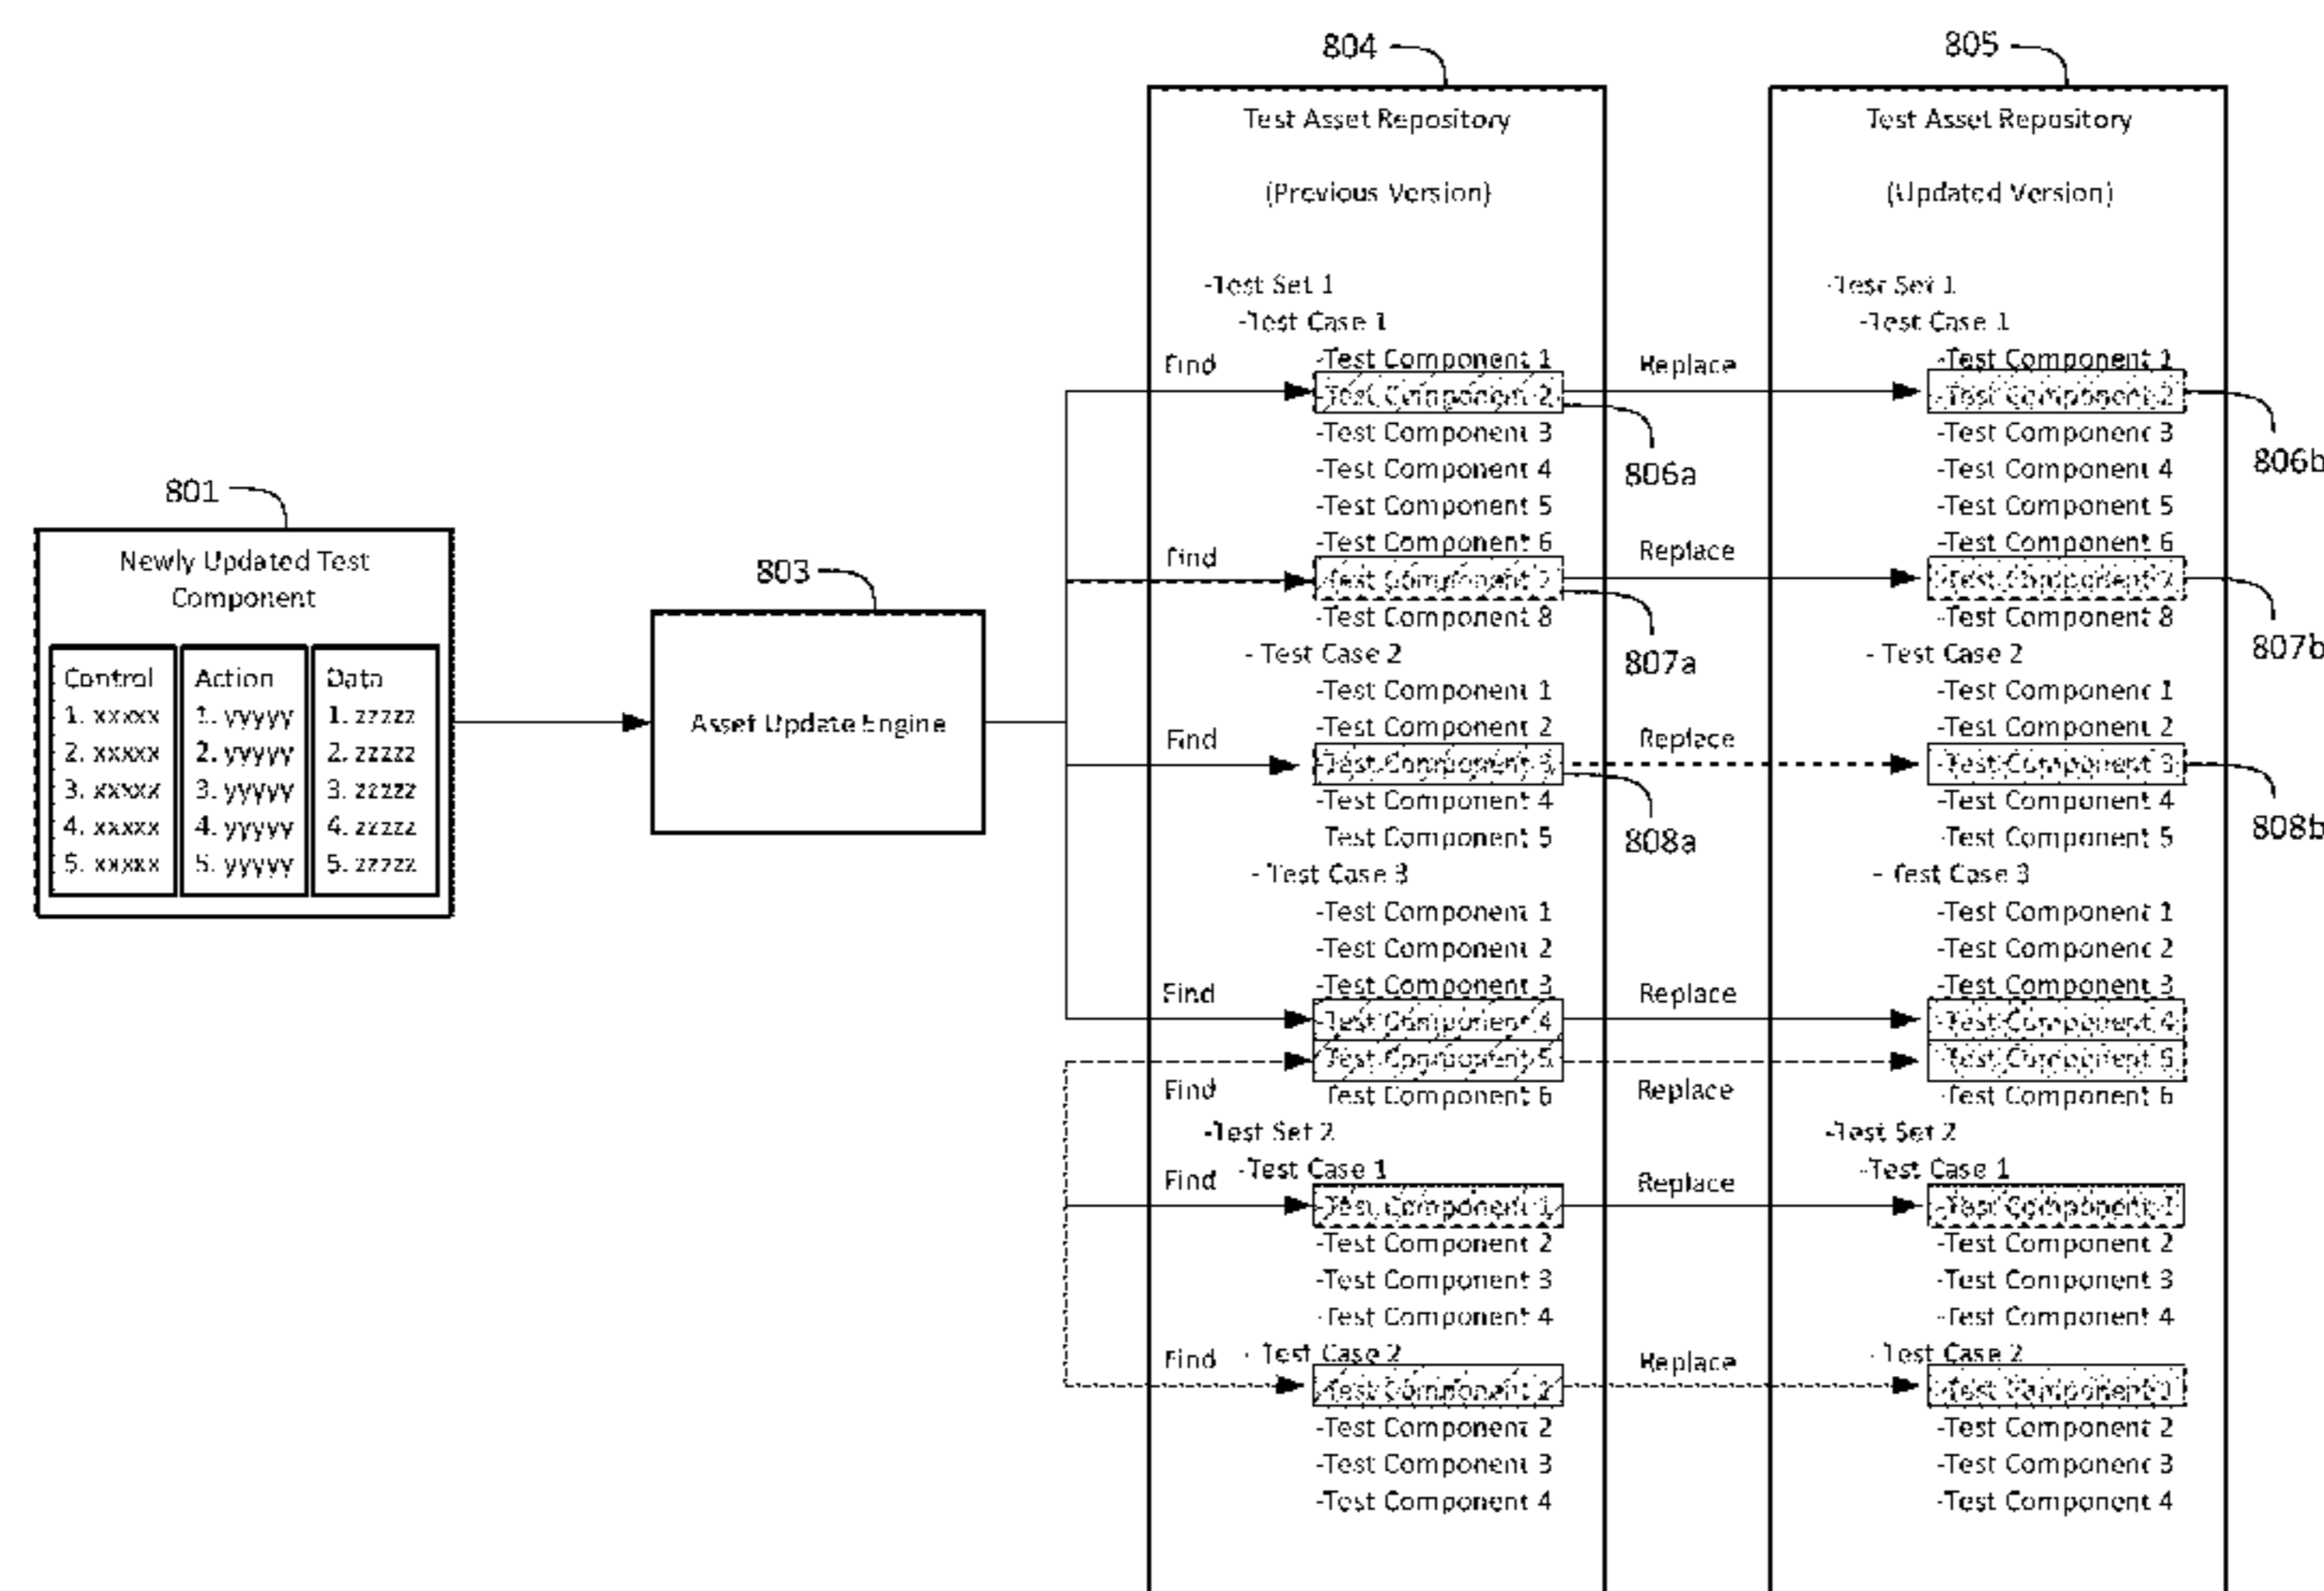 804
805
Test Asset Repository
(Previous Version)
Test Asset Repository
(Updated Version)
801
Newly Updated Test
Component
Control
1. xxxxx
2. xxxxx
3. xxxxx
4. xxxxx
5. xxxxx
Action
1. yyyyy
2. yyyyy
3. yyyyy
4. yyyyy
5. yyyyy
Data
1. zzzzz
2. zzzzz
3. zzzzz
4. zzzzz
5. zzzzz
803
Asset Update Engine
Find
Find
Find
Find
Find
Find
Find
-Test Set 1
-Test Case 1
-Test Component 1
-Test Component 2
-Test Component 3
-Test Component 4
-Test Component 5
-Test Component 6
-Test Component 7
-Test Component 8
- Test Case 2
-Test Component 1
-Test Component 2
-Test Component 3
-Test Component 4
Test Component 5
- Test Case 3
-Test Component 1
-Test Component 2
-Test Component 3
-Test Component 4
-Test Component 5
Test Component 6
-Test Set 2
-Test Case 1
-Test Component 1
-Test Component 2
-Test Component 3
-Test Component 4
- Test Case 2
-Test Component
-Test Component 2
-Test Component 3
-Test Component 4
806a
807a
808a
Replace
Replace
Replace
Replace
Replace
Replace
Replace
-Test Set 1
-Test Case 1
-Test Component 1
-Test Component 2
-Test Component 3
-Test Component 4
-Test Component 5
-Test Component 6
-Test Component 7
-Test Component 8
- Test Case 2
-Test Component 1
-Test Component 2
-Test Component 3
-Test Component 4
-Test Component 5
- Test Case 3
-Test Component 1
-Test Component 2
-Test Component 3
-Test Component 4
-Test Component 5
-Test Component 6
-Test Set 2
-Test Case 1
-Test Component 1
-Test Component 2
-Test Component 3
-Test Component 4
- Test Case 2
-Test Component 1
-Test Component 2
-Test Component 3
-Test Component 4
806b
807b
808b